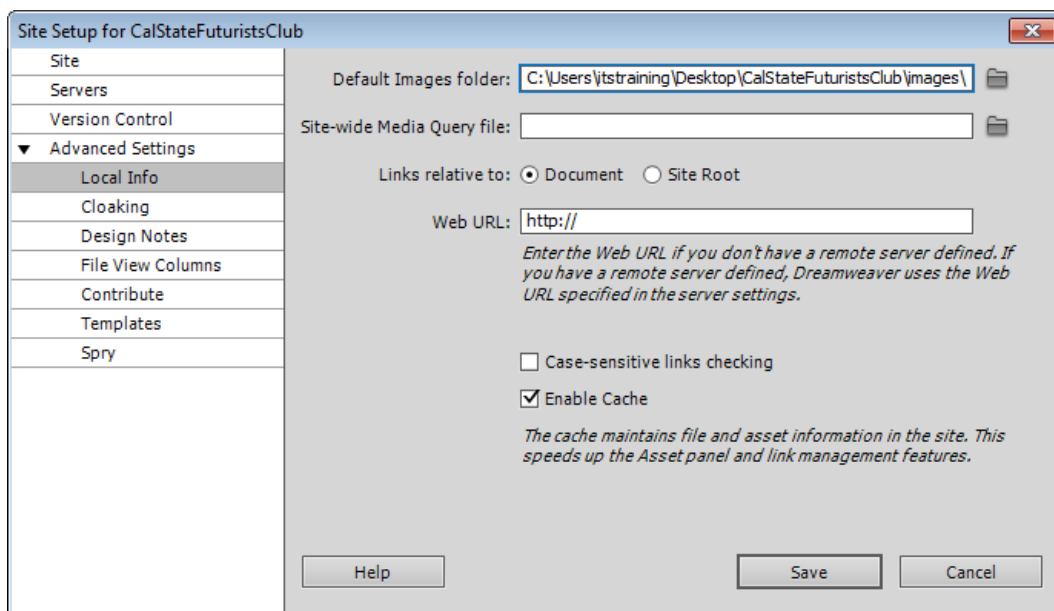 Site Setup for CalStateFuturistsClub
Site
Servers
Version Control
Advanced Settings
Local Info
Cloaking
Design Notes
File View Columns
Contribute
Templates
Spry
Default Images folder: C:\Users\itstraining\Desktop\CalStateFuturistsClub\images\
Site-wide Media Query file:
Links relative to: Document Site Root
Web URL: http://
Enter the Web URL if you don't have a remote server defined. If
you have a remote server defined, Dreamweaver uses the Web
URL specified in the server settings.
Case-sensitive links checking
Enable Cache
The cache maintains file and asset information in the site. This
speeds up the Asset panel and link management features.
Help Save Cancel